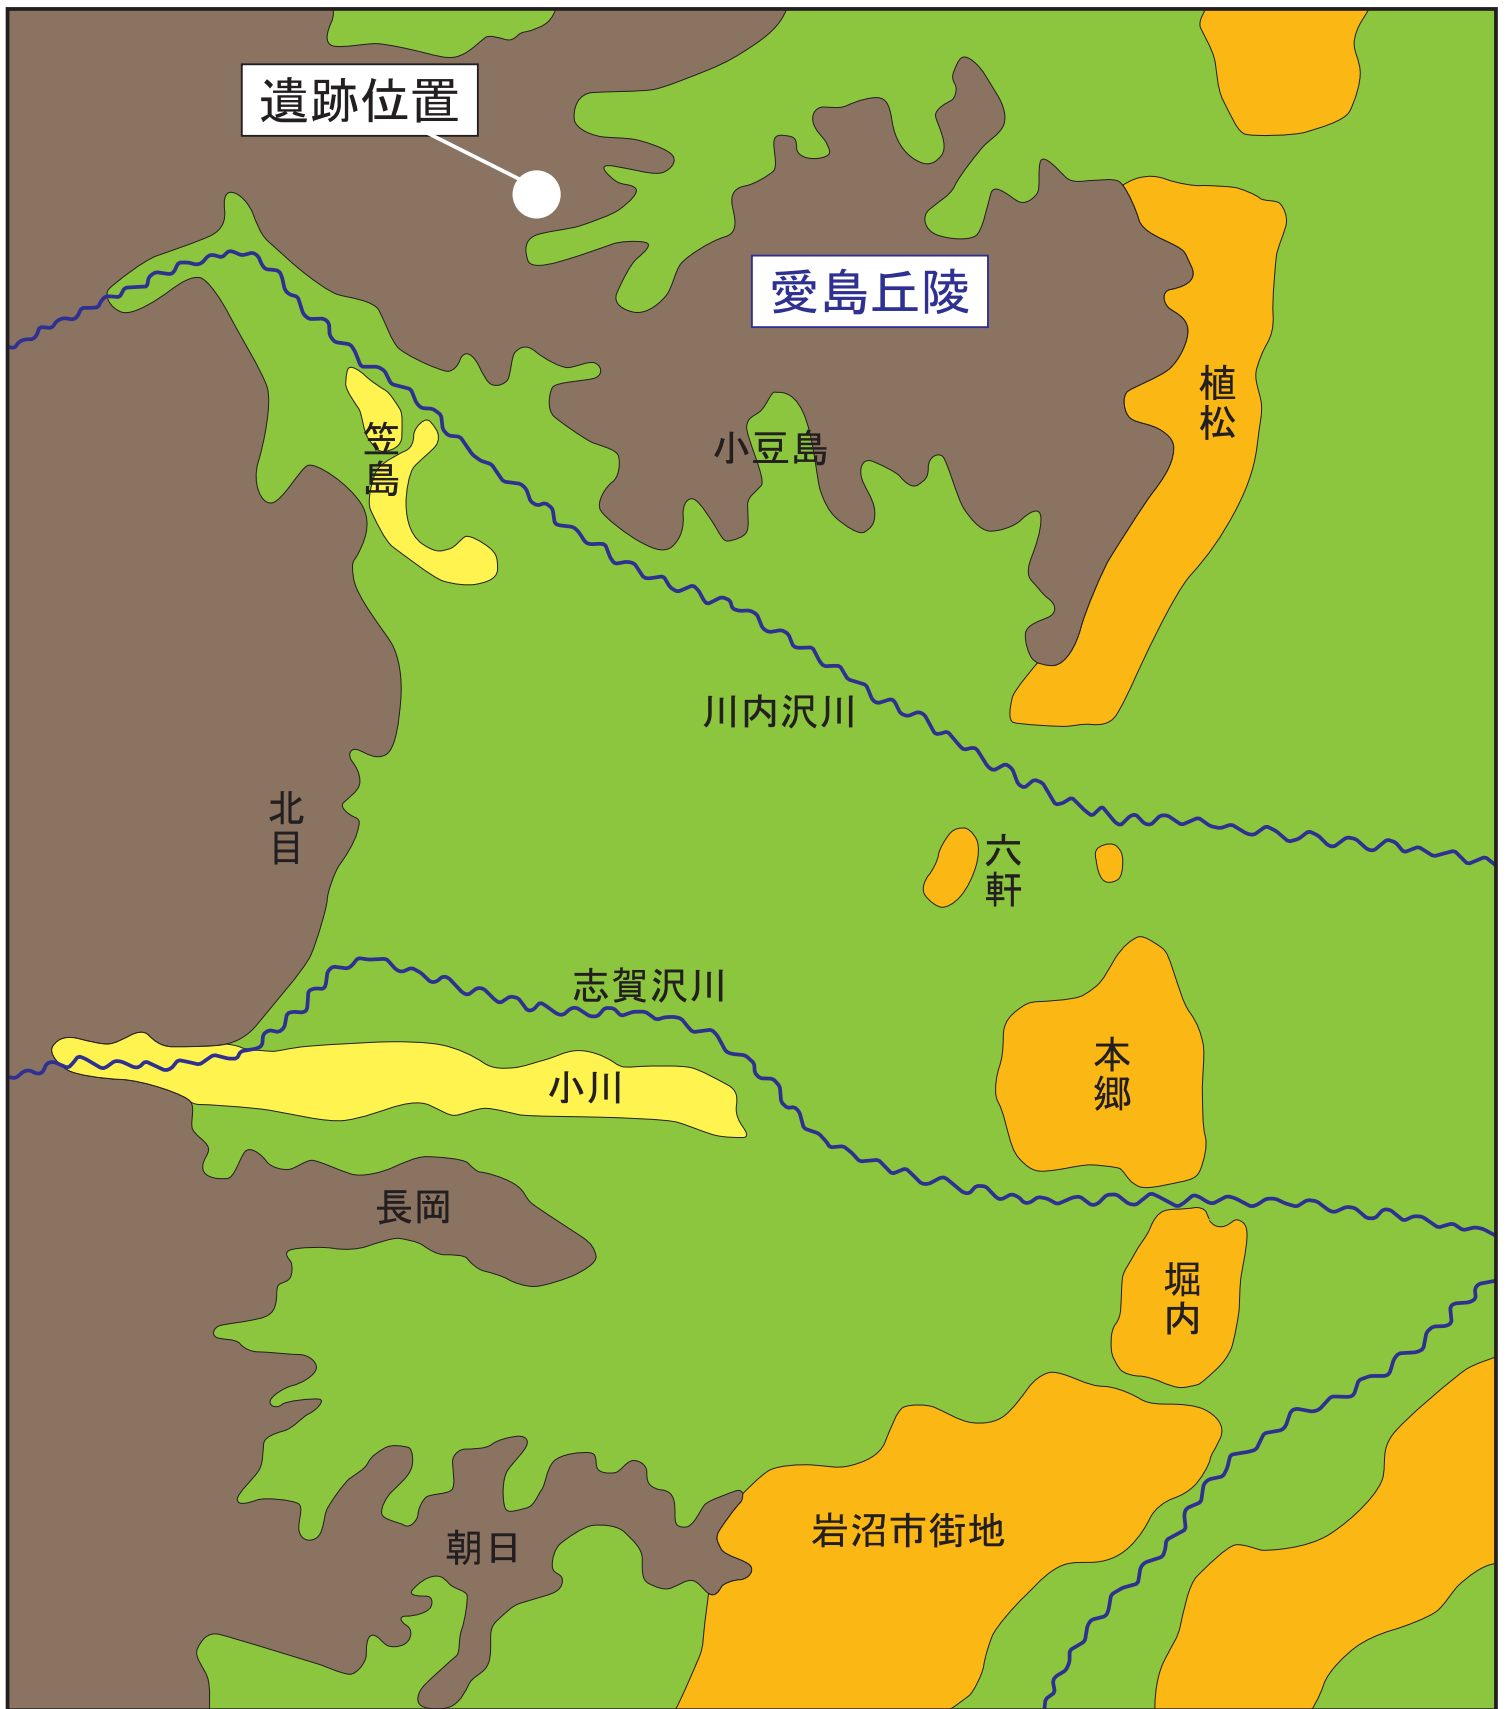 遺跡位置
愛島丘陵
植松
笠島
小豆島
川内沢川
北目
六軒
志賀沢川
本郷
小川
長岡
堀内
岩沼市街地
朝日